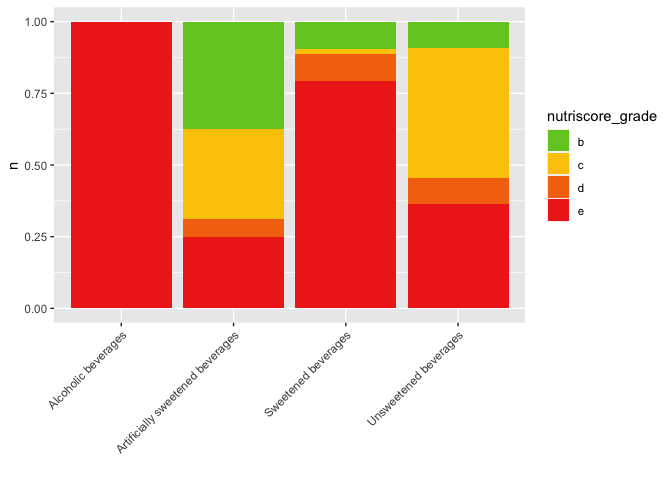 1.00
0.75
0.50
0.25
0.00
n
Alcoholic beverages
Artificially sweetened beverages
Sweetened beverages
Unsweetened beverages
nutriscore_grade
b
c
d
e